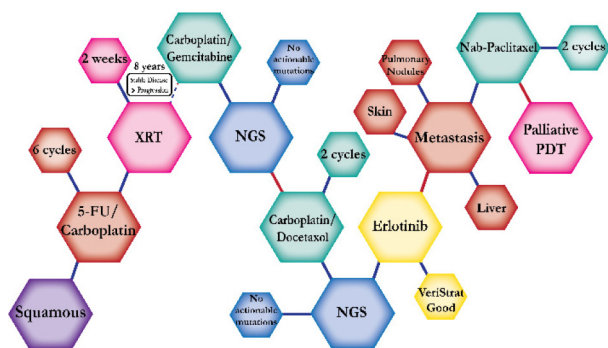 Squamous
5-FU/
Carboplatin
6 cycles
XRT
2 weeks
8 years
Stable Disease
> Progression
Carboplatin/
Gemcitabine
NGS
No
actionable
mutations
Carboplatin/
Docetaxol
2 cycles
NGS
No
actionable
mutations
Erlotinib
VeriStrat
Good
Metastasis
Pulmonary
Nodules
Skin
Liver
Nab-Paclitaxel
2 cycles
Palliative
PDT